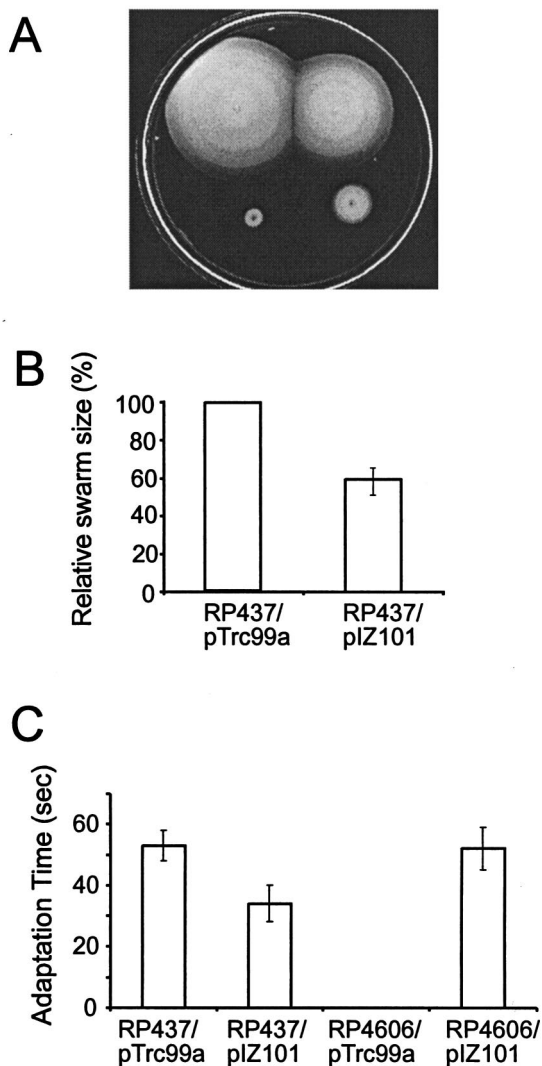 A
B
Relative swarm size (%)
100
80
60
40
20
0
RP437/
pTrc99a
RP437/
pIZ101
C
Adaptation Time (sec)
60
40
20
0
RP437/
pTrc99a
RP437/
pIZ101
RP4606/
pTrc99a
RP4606/
pIZ101